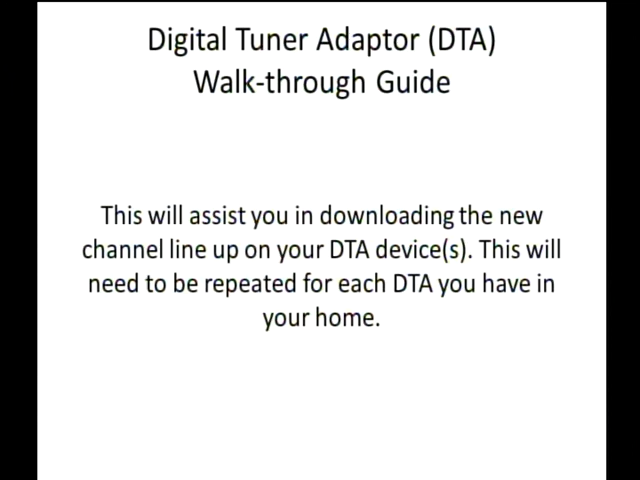 Digital Tuner Adaptor (DTA)
Walk-through Guide
This will assist you in downloading the new
channel line up on your DTA device(s). This will
need to be repeated for each DTA you have in
your home.